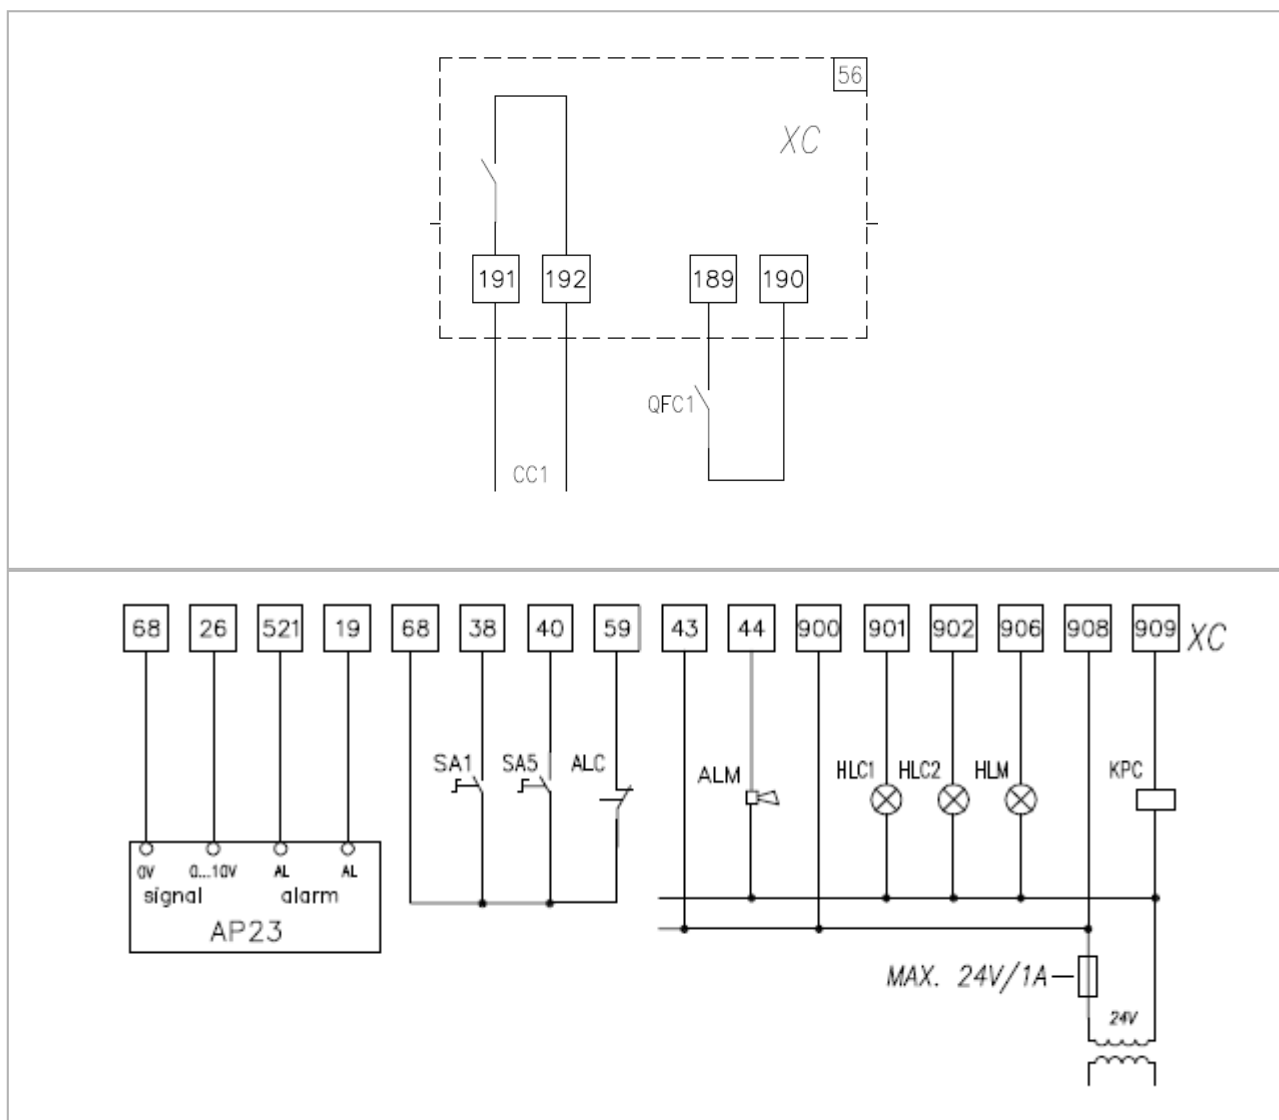 56
XC
191 192 189 190
QFC1
CC1
68 26 521 19 68 38 40 59 43 44 900 901 902 906 908 909 XC
SA1 SA5 ALC ALM HLC1 HLC2 HLM KPC
0V 0...10V AL AL
signal alarm
AP23
MAX. 24V/1A
24V